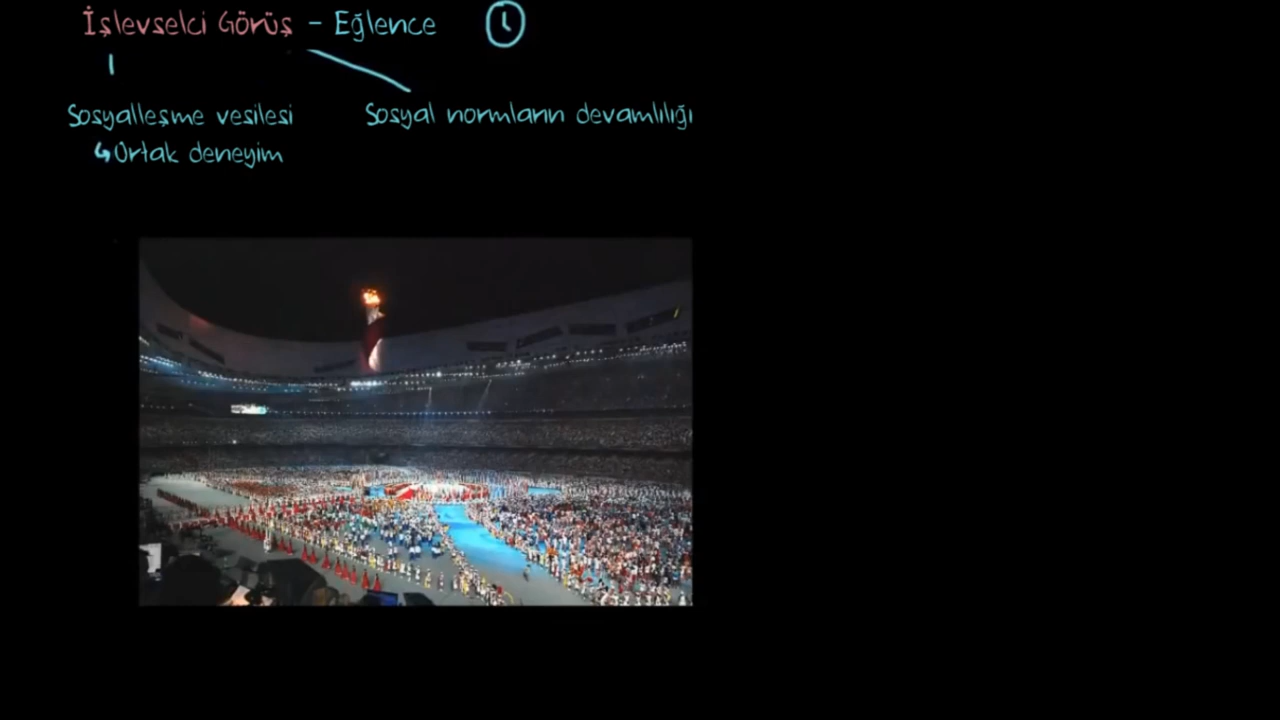 İşlevselci Görüş - Eğlence
Sosyalleşme vesilesi
Ortak deneyim
Sosyal normların devamlılığı